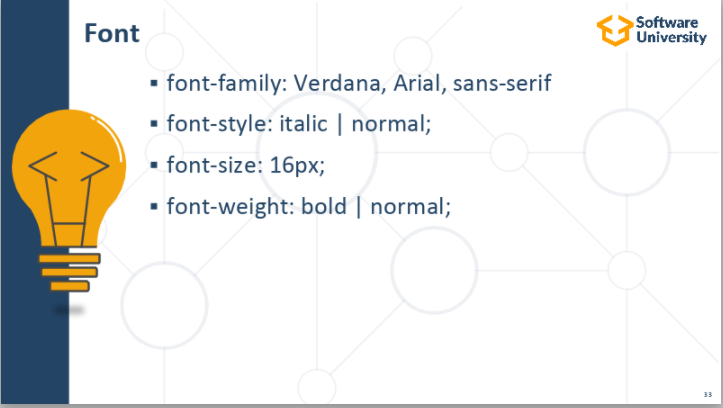 Font
Software
University
▪ font-family: Verdana, Arial, sans-serif
▪ font-style: italic | normal;
▪ font-size: 16px;
▪ font-weight: bold | normal;
33